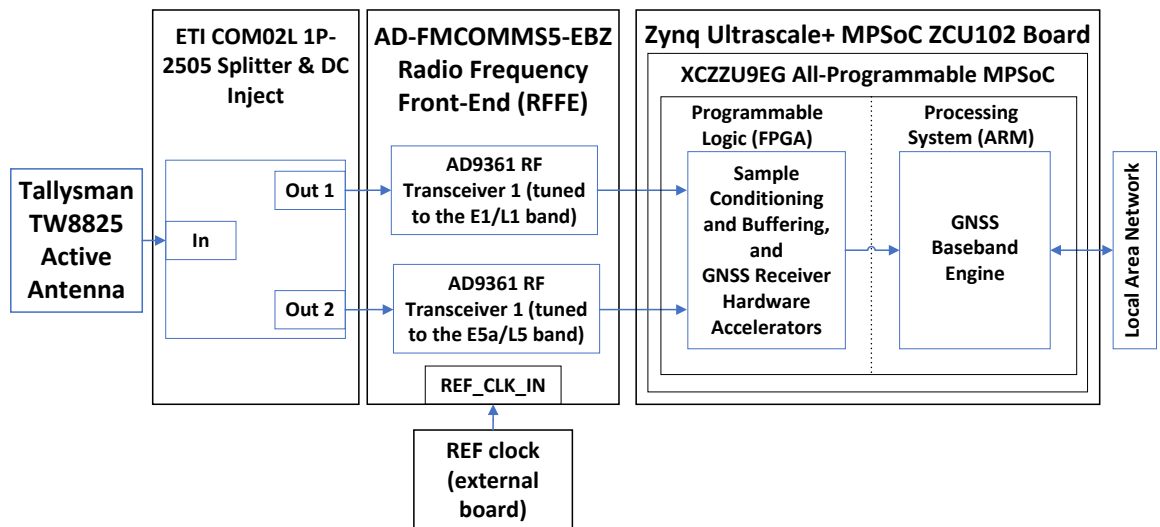 ETI COM02L 1P-
2505 Splitter & DC
Inject
AD-FMCOMMS5-EBZ
Radio Frequency
Front-End (RFFE)
Zynq Ultrascale+ MPSoC ZCU102 Board
XCZZU9EG All-Programmable MPSoC
Programmable
Logic (FPGA)
Processing
System (ARM)
Tallysman
TW8825
Active
Antenna
In
Out 1
Out 2
AD9361 RF
Transceiver 1 (tuned
to the E1/L1 band)
AD9361 RF
Transceiver 1 (tuned
to the E5a/L5 band)
REF_CLK_IN
REF clock
(external
board)
Sample
Conditioning
and Buffering,
and
GNSS Receiver
Hardware
Accelerators
GNSS
Baseband
Engine
Local Area Network